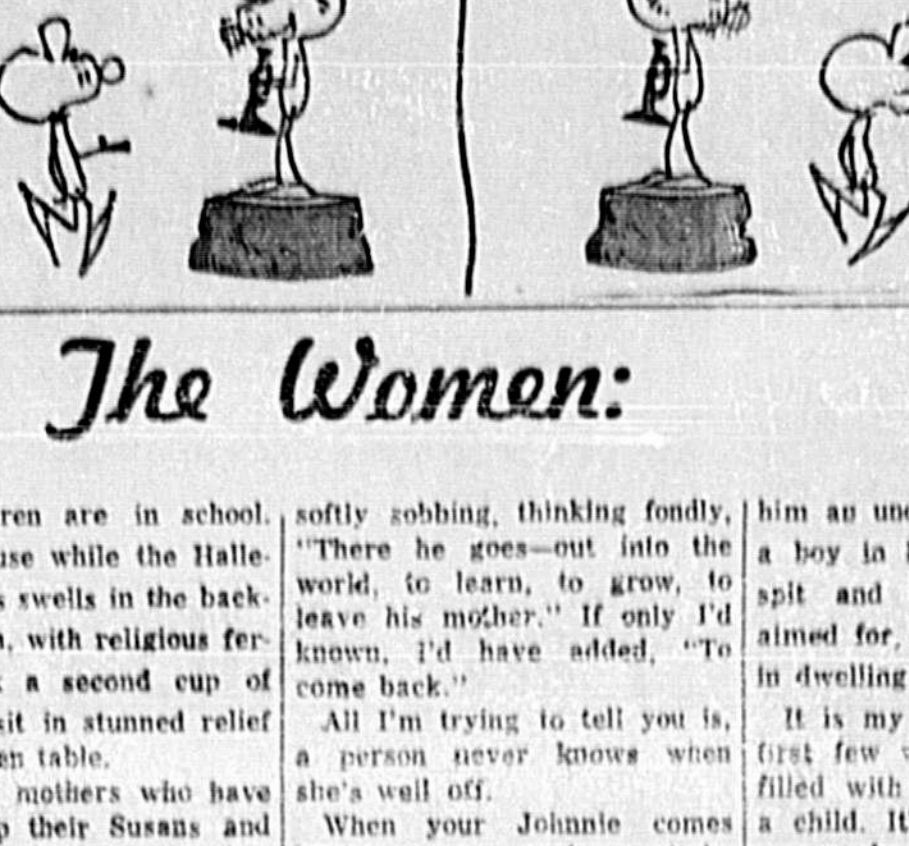 The Women:
ren are in school.
use while the Halle-
s swells in the back-
, with religious fer-
a second cup of
sit in stunned relief
en table.
mothers who have
p their Susans and
softly sobbing, thinking fondly,
"There he goes—out into the
world, to learn, to grow, to
leave his mother." If only I'd
known, I'd have added, "To
come back."
All I'm trying to tell you is,
a person never knows when
she's well off.
When your Johnnie comes
him an und
a boy in
spit and
aimed for,
in dwelling
It is my
first few
filled with
a child. It